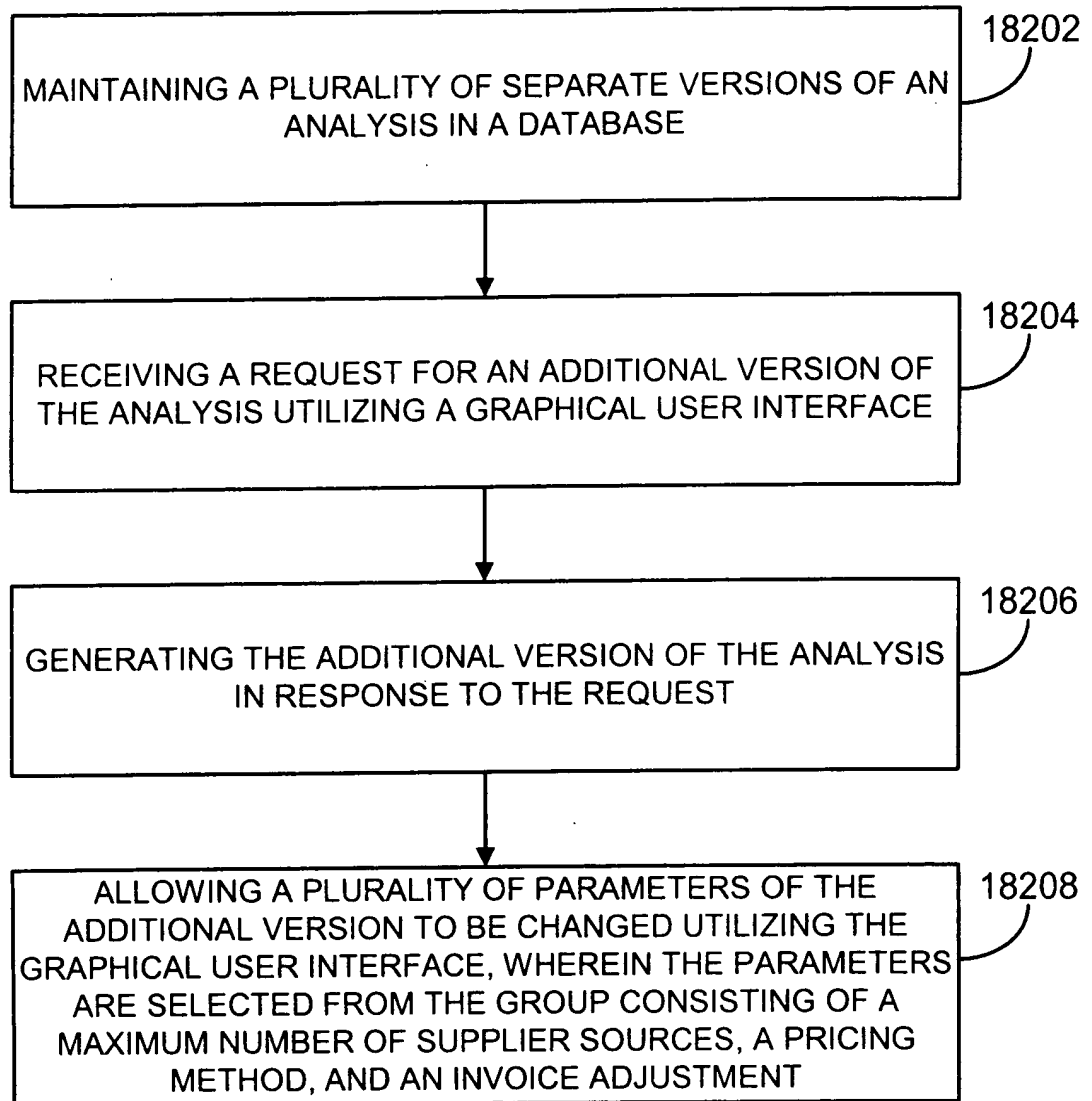 18202
MAINTAINING A PLURALITY OF SEPARATE VERSIONS OF AN
ANALYSIS IN A DATABASE
18204
RECEIVING A REQUEST FOR AN ADDITIONAL VERSION OF
THE ANALYSIS UTILIZING A GRAPHICAL USER INTERFACE
18206
GENERATING THE ADDITIONAL VERSION OF THE ANALYSIS
IN RESPONSE TO THE REQUEST
18208
ALLOWING A PLURALITY OF PARAMETERS OF THE
ADDITIONAL VERSION TO BE CHANGED UTILIZING THE
GRAPHICAL USER INTERFACE, WHEREIN THE PARAMETERS
ARE SELECTED FROM THE GROUP CONSISTING OF A
MAXIMUM NUMBER OF SUPPLIER SOURCES, A PRICING
METHOD, AND AN INVOICE ADJUSTMENT